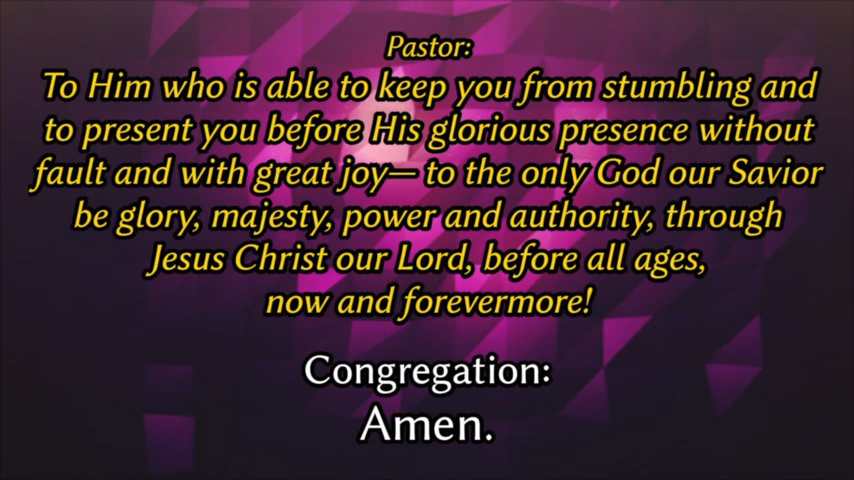 Pastor:
To Him who is able to keep you from stumbling and
to present you before His glorious presence without
fault and with great joy— to the only God our Savior
be glory, majesty, power and authority, through
Jesus Christ our Lord, before all ages,
now and forevermore!
Congregation:
Amen.